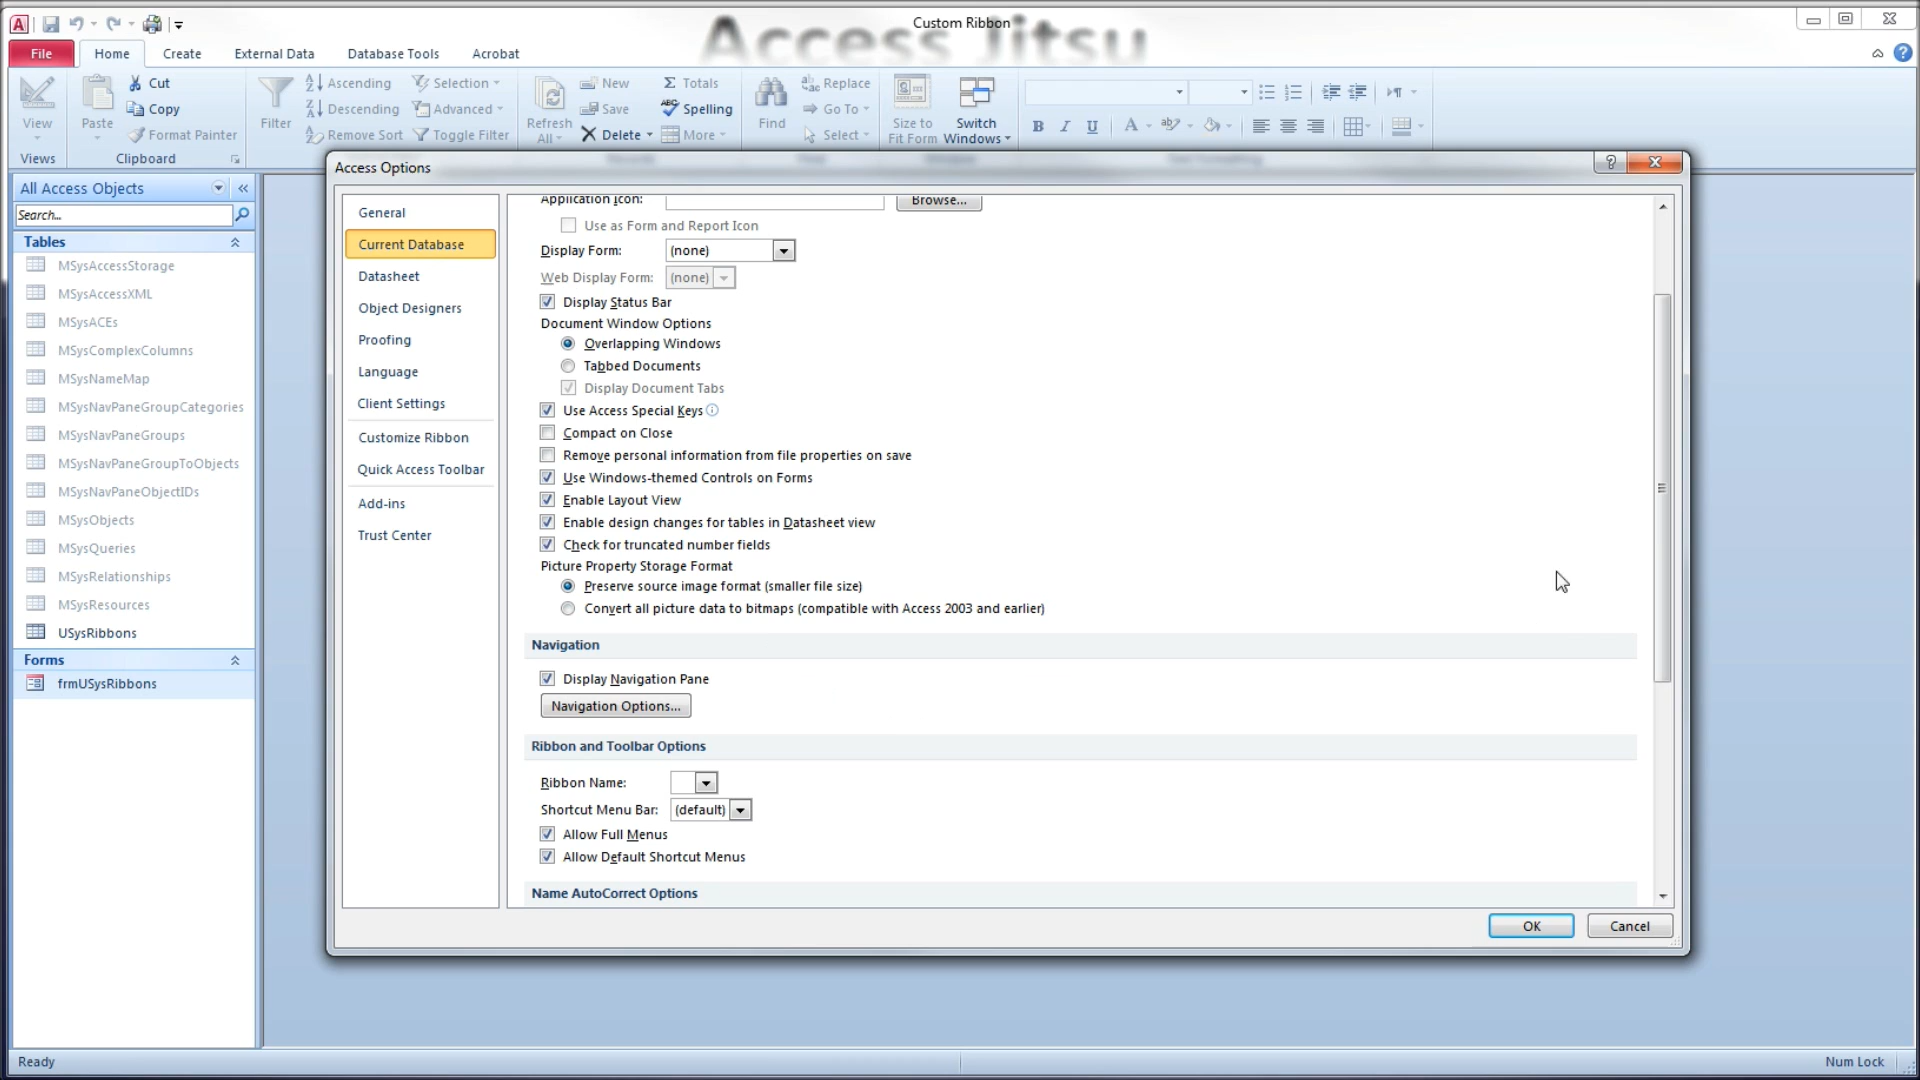 Access Jitsu
Custom Ribbon
File Home Create External Data Database Tools Acrobat
View
Views
Paste
Cut
Copy
Format Painter
Clipboard
Filter
Ascending
Descending
Remove Sort
Selection
Advanced
Toggle Filter
Refresh
All
New
Save
Delete
Totals
Spelling
More
Find
Replace
Go To
Select
Size to
Fit Form
Switch
Windows
All Access Objects
Search...
Tables
MSysAccessStorage
MSysAccessXML
MSysACEs
MSysComplexColumns
MSysNameMap
MSysNavPaneGroupCategories
MSysNavPaneGroups
MSysNavPaneGroupToObjects
MSysNavPaneObjectIDs
MSysObjects
MSysQueries
MSysRelationships
MSysResources
USysRibbons
Forms
frmUSysRibbons
Access Options
General
Current Database
Datasheet
Object Designers
Proofing
Language
Client Settings
Customize Ribbon
Quick Access Toolbar
Add-ins
Trust Center
Application Icon: Browse...
Use as Form and Report Icon
Display Form: (none)
Web Display Form: (none)
Display Status Bar
Document Window Options
Overlapping Windows
Tabbed Documents
Display Document Tabs
Use Access Special Keys
Compact on Close
Remove personal information from file properties on save
Use Windows-themed Controls on Forms
Enable Layout View
Enable design changes for tables in Datasheet view
Check for truncated number fields
Picture Property Storage Format
Preserve source image format (smaller file size)
Convert all picture data to bitmaps (compatible with Access 2003 and earlier)
Navigation
Display Navigation Pane
Navigation Options...
Ribbon and Toolbar Options
Ribbon Name:
Shortcut Menu Bar: (default)
Allow Full Menus
Allow Default Shortcut Menus
Name AutoCorrect Options
OK Cancel
Ready Num Lock